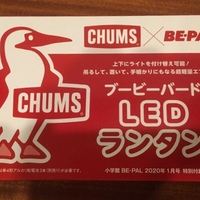 CHUMS × BE-PAL
上下にライトを付け替え可能!
吊るして、置いて、手軽かりにもなる超軽量エ
CHUMS
ブービーバード
LED
ランタン
小学館 BE-PAL 2020年1月号 特別付